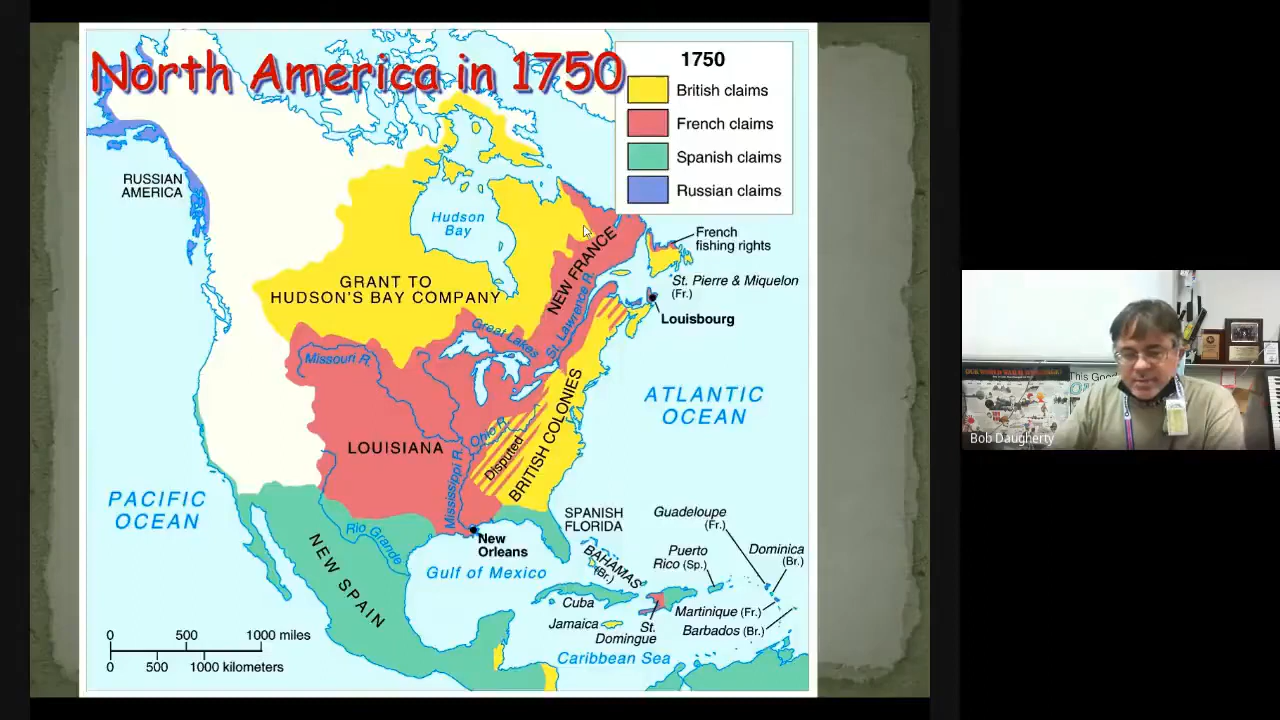 North America in 1750
1750
British claims
French claims
Spanish claims
Russian claims
RUSSIAN
AMERICA
Hudson
Bay
French
fishing rights
GRANT TO
HUDSON'S BAY COMPANY
NEW FRANCE
St. Lawrence R.
St. Pierre & Miquelon
(Fr.)
Louisbourg
Great Lakes
Missouri R.
ATLANTIC
OCEAN
LOUISIANA
Ohio R.
Disputed
BRITISH COLONIES
Mississippi R.
PACIFIC
OCEAN
SPANISH
FLORIDA
Rio Grande
New
Orleans
NEW SPAIN
Gulf of Mexico
BAHAMAS
(Br.)
Guadeloupe
(Fr.)
Puerto
Rico (Sp.)
Dominica
(Br.)
Cuba
Jamaica
St.
Domingue
Martinique (Fr.)
Barbados (Br.)
Caribbean Sea
0 500 1000 miles
0 500 1000 kilometers
This Good
Bob Daugherty